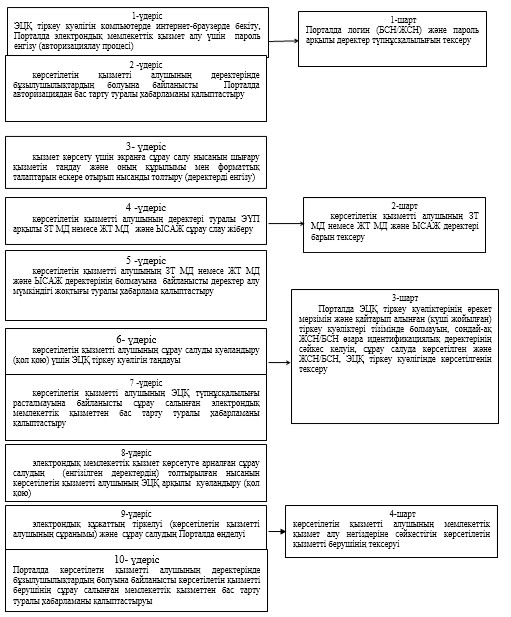 1-үдеріс
ЭЦҚ тіркеу куәлігін компьютерде интернет-браузерде бекіту,
Порталда электрондық мемлекеттік қызмет алу үшін пароль
енгізу (авторизациялау процесі)
1-шарт
Порталда логин (БСН/ЖСН) және пароль
арқылы деректер түпнұсқалылығын тексеру
2 -үдеріс
көрсетілетін қызметті алушының деректерінде
бұзылушылықтардың болуына байланысты Порталда
авторизациядан бас тарту туралы хабарламаны қалыптастыру
3- үдеріс
қызмет көрсету үшін экранға сұрау салу нысанын шығару
қызметін таңдау және оның құрылымы мен форматтық
талаптарын ескере отырып нысанды толтыру (деректерді енгізу)
4 -үдеріс
көрсетілетін қызметті алушының деректері туралы ЭҮП
арқылы ЗТ МД немесе ЖТ МД және ЫСАЖ сұрау слау жіберу
2-шарт
көрсетілетін қызметті алушының ЗТ
МД немесе ЖТ МД және ЫСАЖ деректері
барын тексеру
5 -үдеріс
көрсетілетін қызметті алушының ЗТ МД немесе ЖТ МД
және ЫСАЖ деректерінің болмауына байланысты деректер алу
мүмкіндігі жоқтығы туралы хабарлама қалыптастыру
3-шарт
Порталда ЭЦҚ тіркеу куәліктерінің әрекет
мерзімін және қайтарып алынған (күші жойылған)
тіркеу куәліктері тізімінде болмауын, сондай-ақ
ЖСН/БСН өзара идентификациялық деректерінің
сәйкес келуін, сұрау салуда көрсетілген және
ЖСН/БСН, ЭЦҚ тіркеу куәлігінде көрсетілгенін
тексеру
6- үдеріс
көрсетілетін қызметті алушының сұрау салуды куәландыру
(қол қою) үшін ЭЦҚ тіркеу куәлігін таңдауы
7 -үдеріс
көрсетілетін қызметті алушының ЭЦҚ түпнұсқалылығы
расталмауына байланысты сұрау салынған электрондық
мемлекеттік қызметтен бас тарту туралы хабарламаны
қалыптастыру
8-үдеріс
электрондық мемлекеттік қызмет көрсетуге арналған сұрау
салудың (енгізілген деректердің) толтырылған нысанын
көрсетілетін қызметті алушының ЭЦҚ арқылы куәландыру (қол
қою)
9-үдеріс
электрондық құжаттың тіркелуі (көрсетілетін қызметті
алушының сұранымы) және сұрау салудың Порталда өңделуі
4-шарт
көрсетілетін қызметті алушының мемлекеттік
қызмет алу негіздеріне сәйкестігін көрсетілетін
қызметті берушінің тексеруі
10- үдеріс
Порталда көрсетілетн қызметті алушының деректерінде
бұзылушылықтардың болуына байланысты көрсетілетін қызметті
берушінің сұрау салынған мемлекеттік қызметтен бас тарту
туралы хабарламаны қалыптастыруы